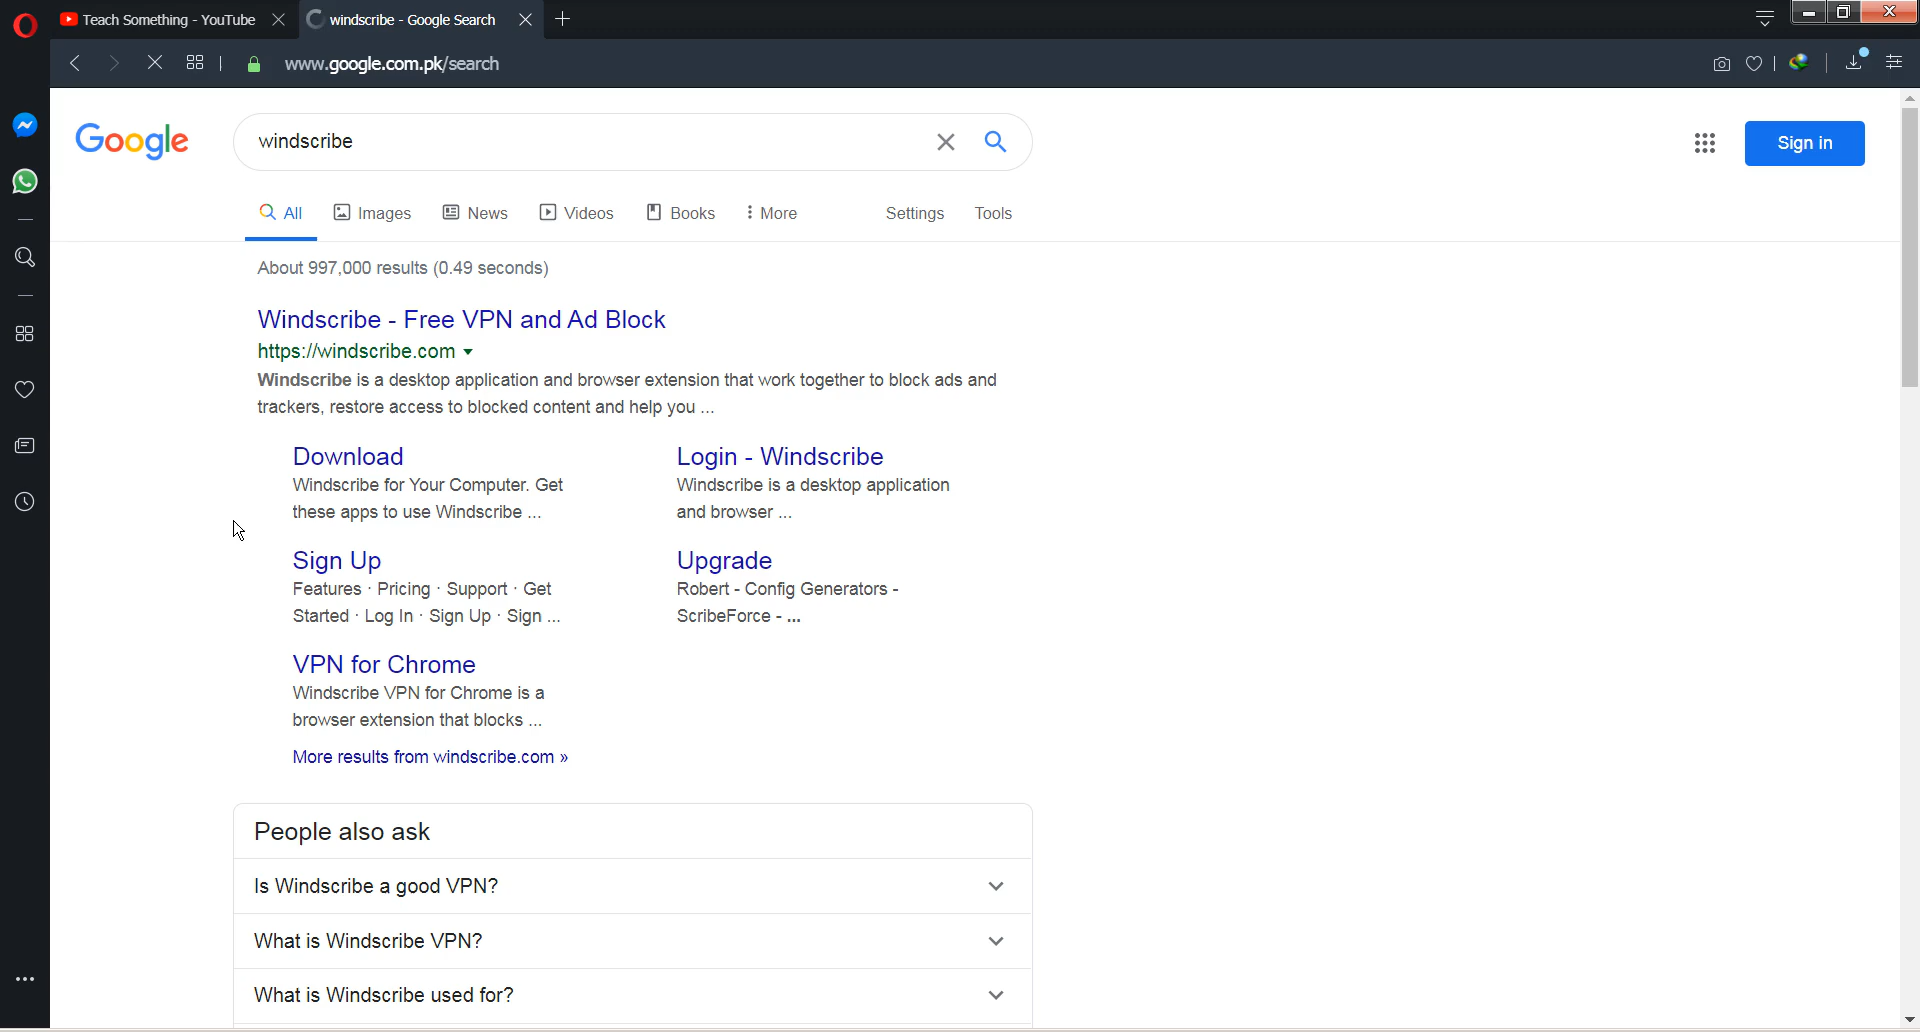 Teach Something - YouTube
windscribe - Google Search
www.google.com.pk/search
Google
windscribe
Sign in
All
Images
News
Videos
Books
More
Settings
Tools
About 997,000 results (0.49 seconds)
Windscribe - Free VPN and Ad Block
https://windscribe.com
Windscribe is a desktop application and browser extension that work together to block ads and
trackers, restore access to blocked content and help you ...
Download
Windscribe for Your Computer. Get
these apps to use Windscribe ...
Login - Windscribe
Windscribe is a desktop application
and browser ...
Sign Up
Features · Pricing · Support · Get
Started · Log In · Sign Up · Sign ...
Upgrade
Robert - Config Generators -
ScribeForce - ...
VPN for Chrome
Windscribe VPN for Chrome is a
browser extension that blocks ...
More results from windscribe.com »
People also ask
Is Windscribe a good VPN?
What is Windscribe VPN?
What is Windscribe used for?